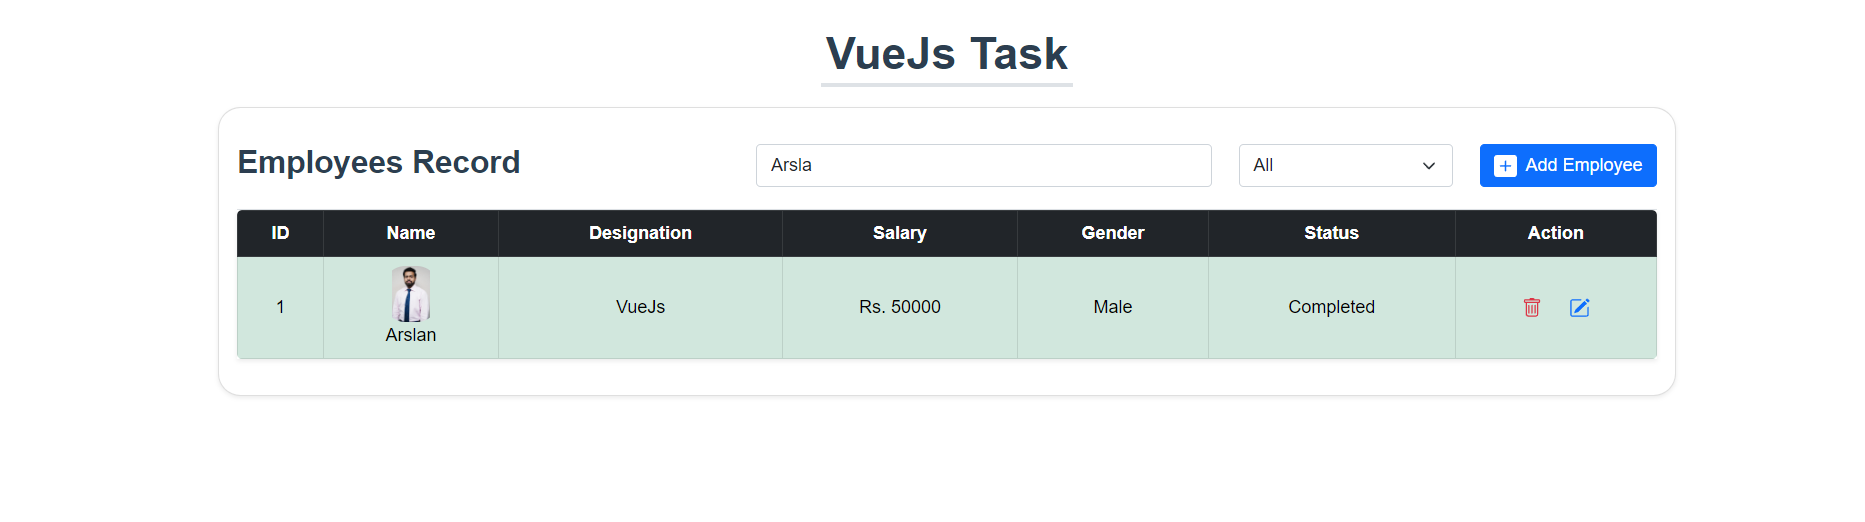 VueJs Task
Employees Record
Arsla
All
Add Employee
ID Name Designation Salary Gender Status Action
1 Arslan VueJs Rs. 50000 Male Completed